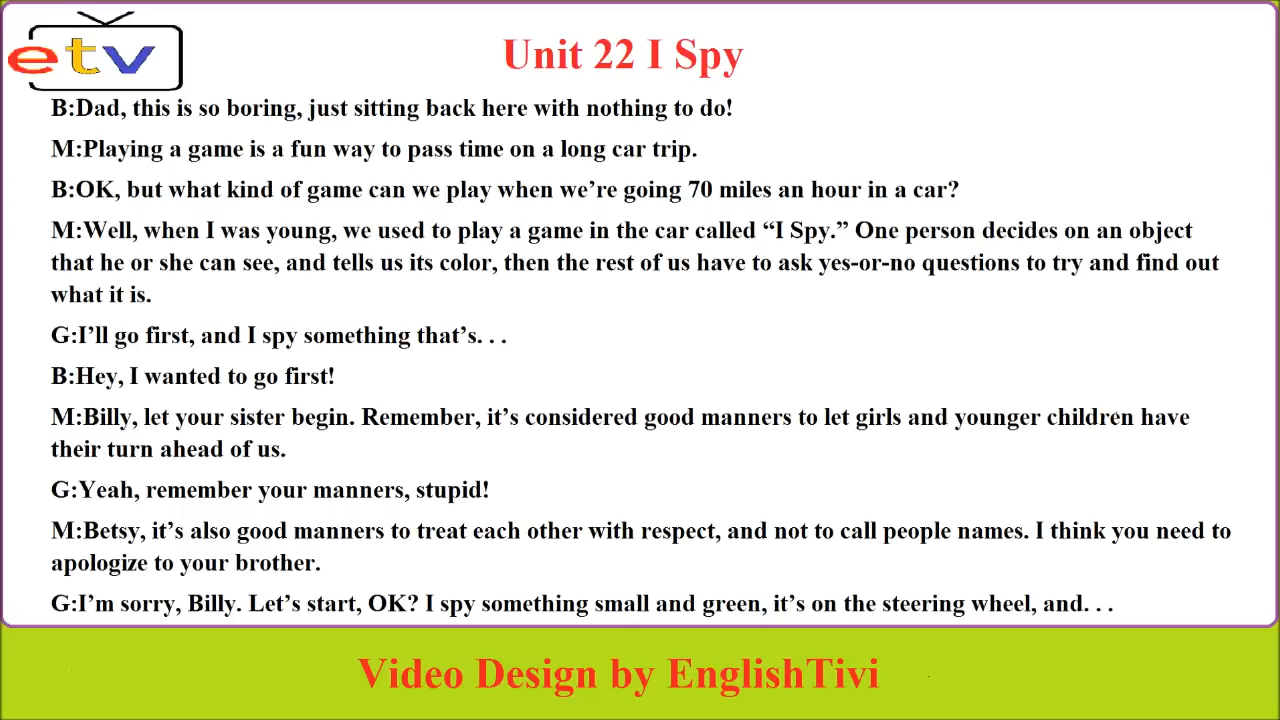 etv
Unit 22 I Spy
B:Dad, this is so boring, just sitting back here with nothing to do!
M:Playing a game is a fun way to pass time on a long car trip.
B:OK, but what kind of game can we play when we’re going 70 miles an hour in a car?
M:Well, when I was young, we used to play a game in the car called “I Spy.” One person decides on an object
that he or she can see, and tells us its color, then the rest of us have to ask yes-or-no questions to try and find out
what it is.
G:I’ll go first, and I spy something that’s. . .
B:Hey, I wanted to go first!
M:Billy, let your sister begin. Remember, it’s considered good manners to let girls and younger children have
their turn ahead of us.
G:Yeah, remember your manners, stupid!
M:Betsy, it’s also good manners to treat each other with respect, and not to call people names. I think you need to
apologize to your brother.
G:I’m sorry, Billy. Let’s start, OK? I spy something small and green, it’s on the steering wheel, and. . .
Video Design by EnglishTivi